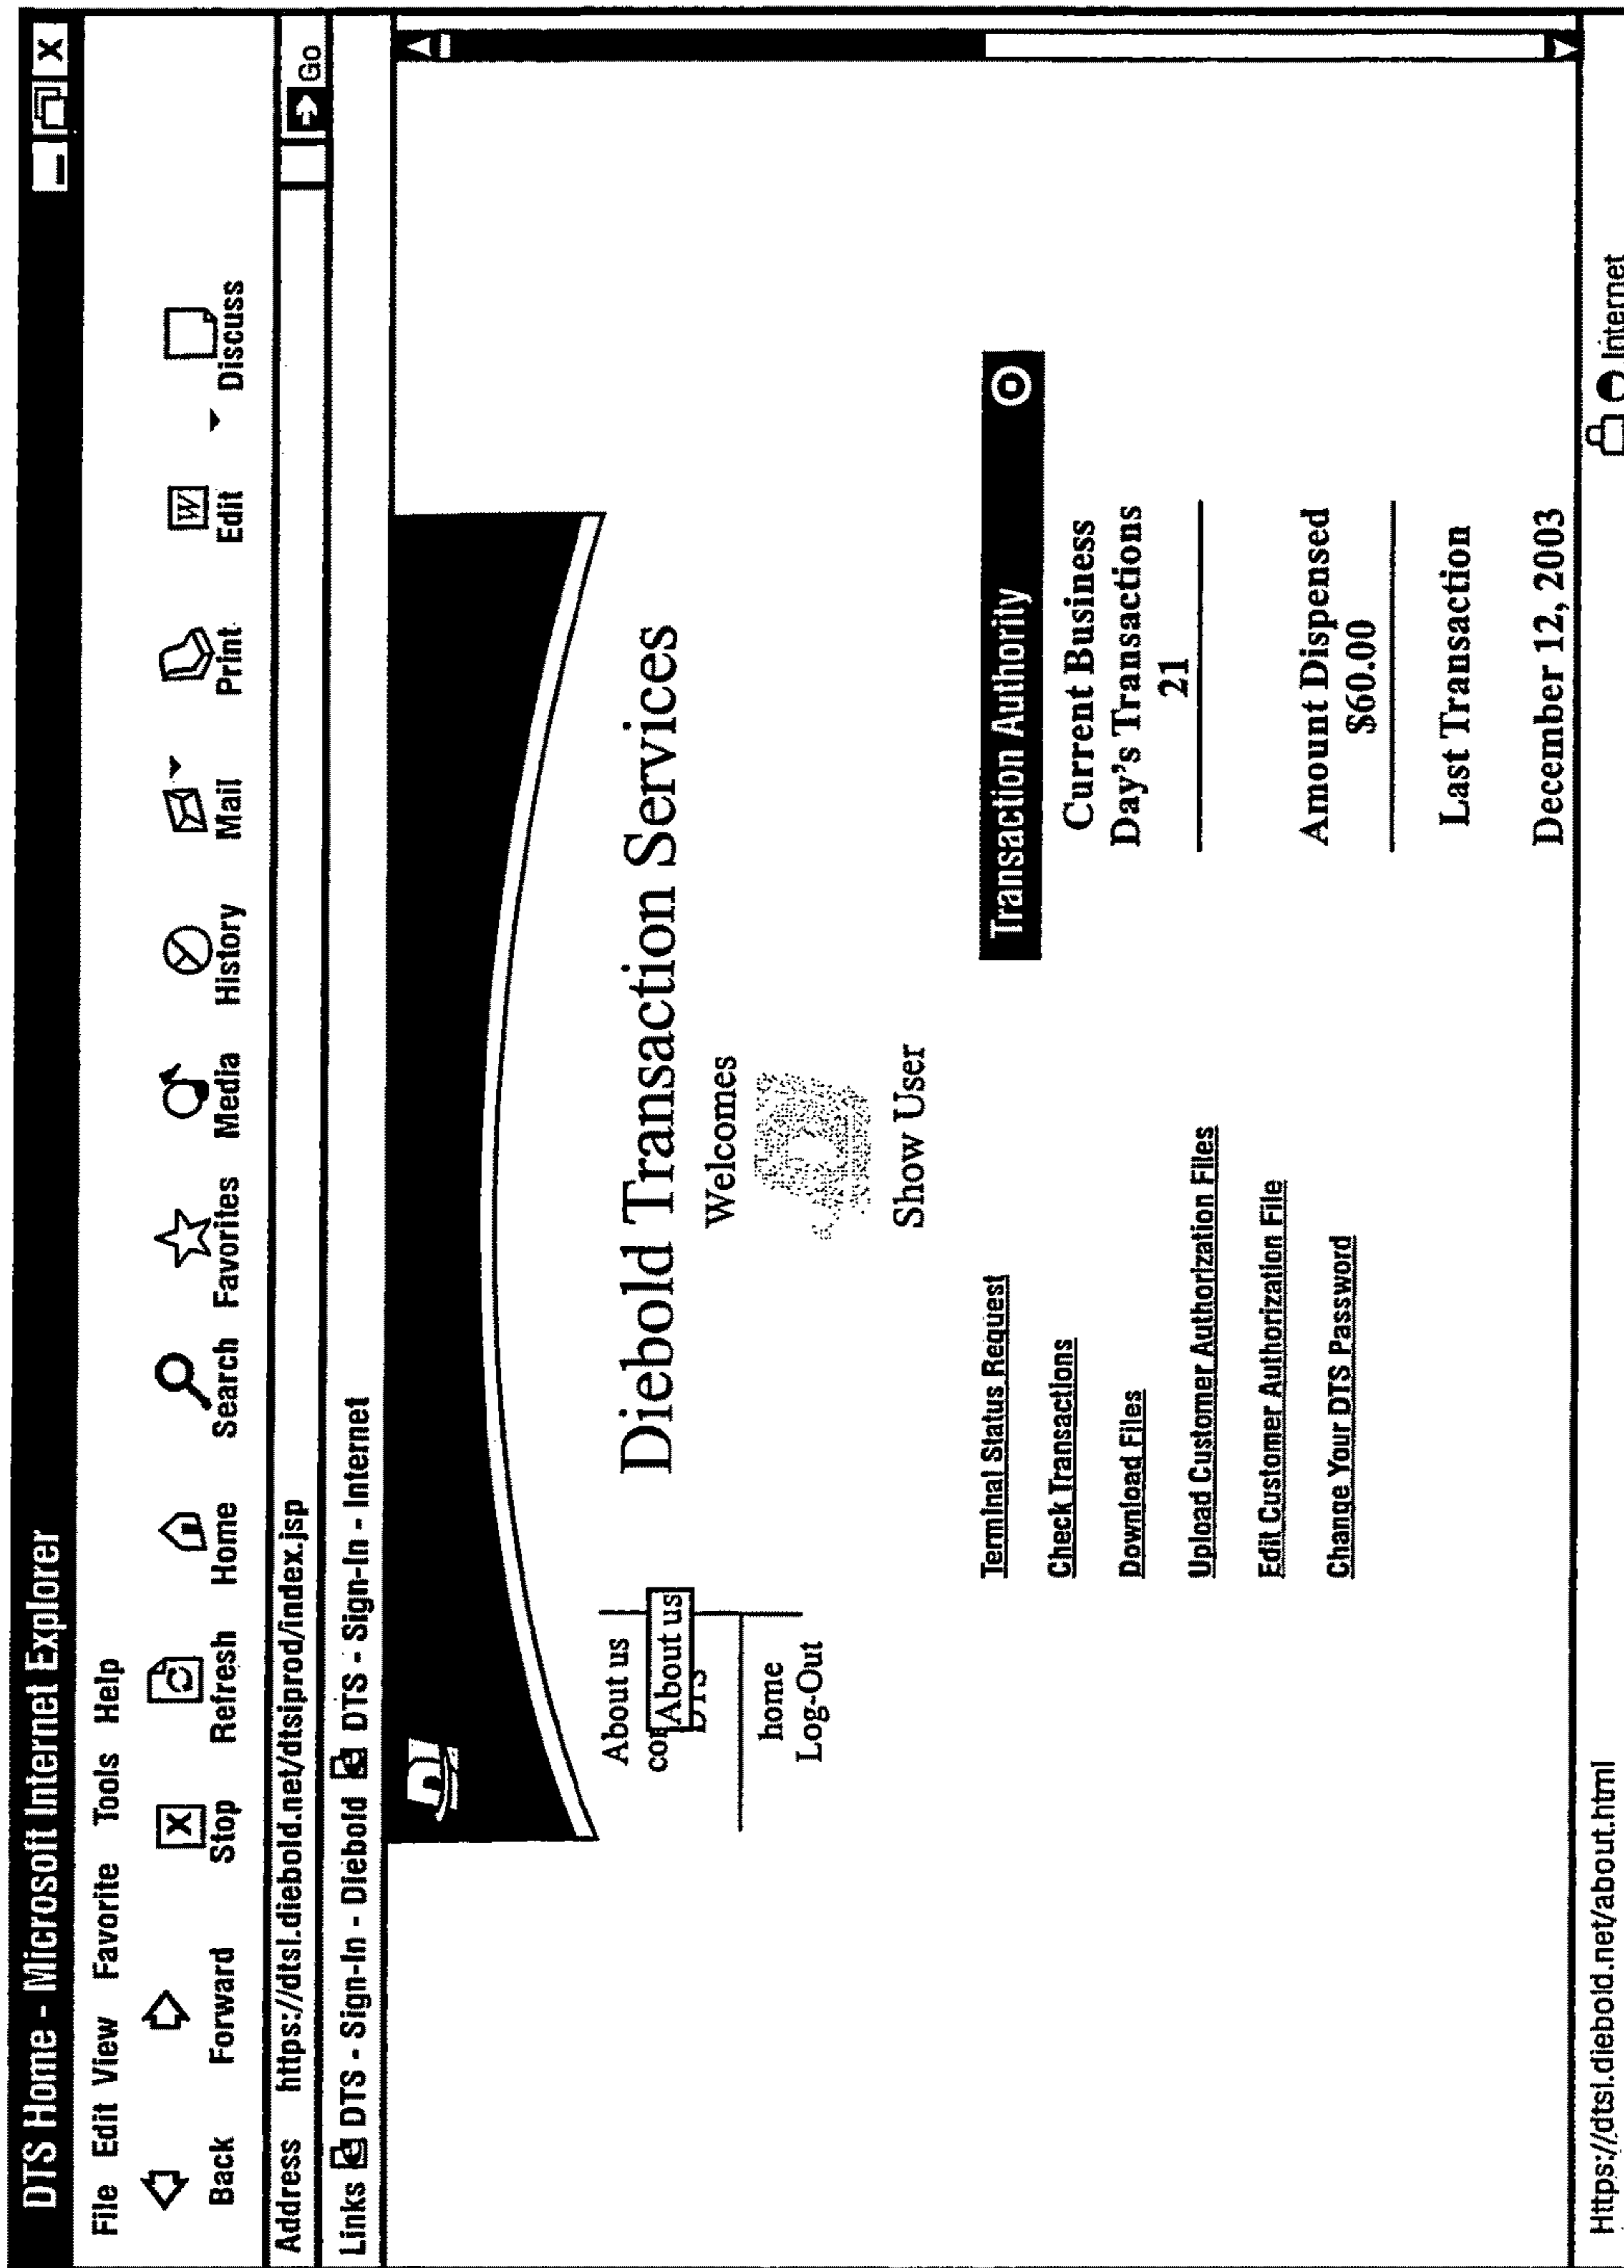 DTS Home - Microsoft Internet Explorer
File Edit View Favorite Tools Help
Back Forward Stop Refresh Home Search Favorites Media History Mail Print Edit Discuss
Address https://dtsl.diebold.net/dtsiprod/index.jsp Go
Links DTS - Sign-In - Diebold DTS - Sign-In - Internet
About us
About us
DTS
home
Log-Out
Diebold Transaction Services
Welcomes
Show User
Terminal Status Request
Check Transactions
Download Files
Upload Customer Authorization Files
Edit Customer Authorization File
Change Your DTS Password
Transaction Authority
Current Business
Day's Transactions
21
Amount Dispensed
$60.00
Last Transaction
December 12, 2003
Https://dtsl.diebold.net/about.html Internet